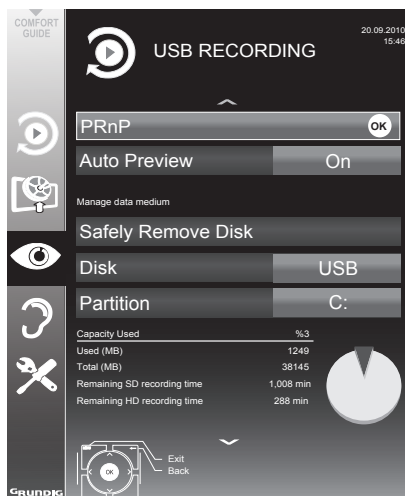 COMFORT
GUIDE
USB RECORDING
20.09.2010
15:46
PRnP OK
Auto Preview On
Manage data medium
Safely Remove Disk
Disk USB
Partition C:
Capacity Used %3
Used (MB) 1249
Total (MB) 38145
Remaining SD recording time 1,008 min
Remaining HD recording time 288 min
Exit
Back
OK
GRUNDIG